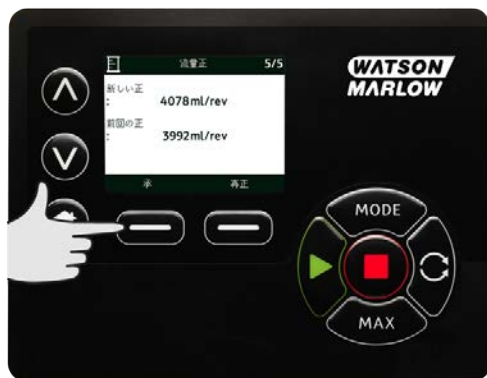 流量正 5/5
新しい正
: 4078ml/rev
前図の正
: 3992ml/rev
承 再正
WATSON
MARLOW
MODE
MAX